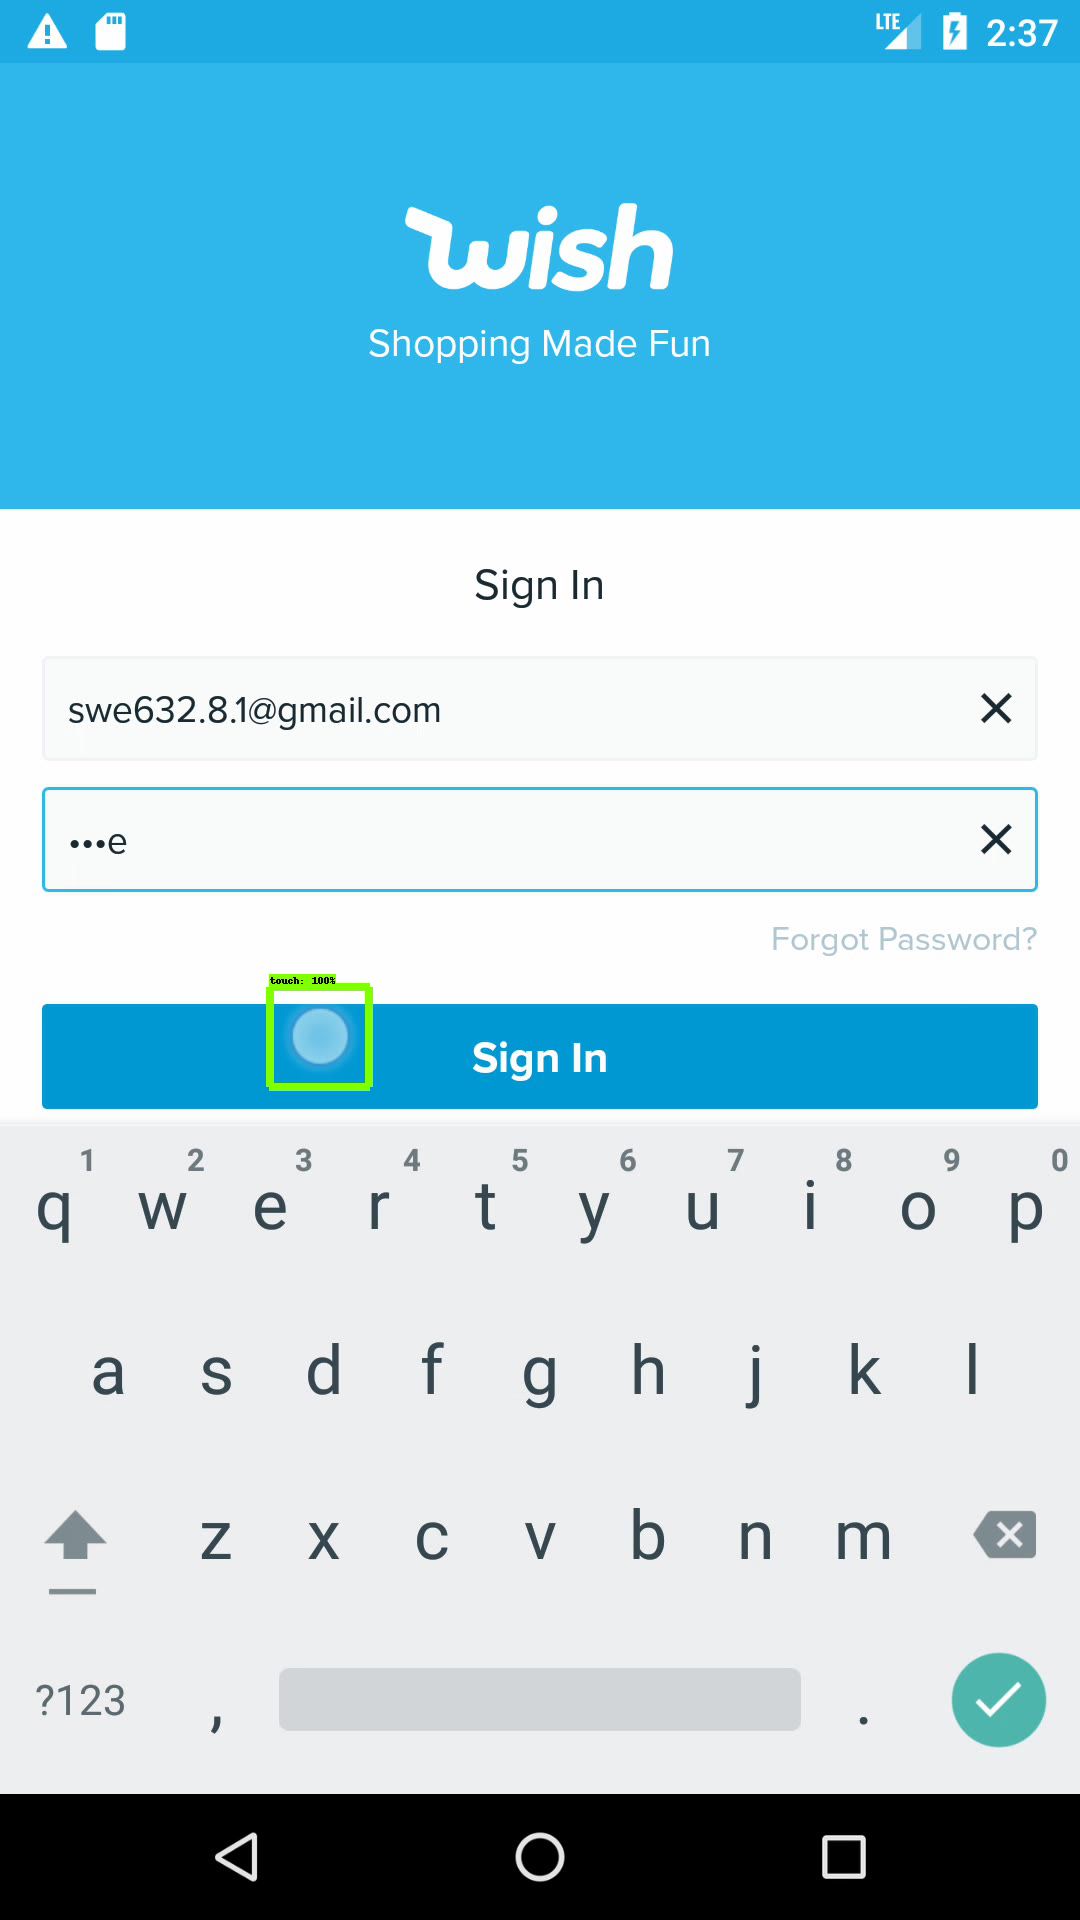 LTE 2:37
wish
Shopping Made Fun
Sign In
swe632.8.1@gmail.com
•••e
Forgot Password?
touch: 100%
Sign In
1 2 3 4 5 6 7 8 9 0
q w e r t y u i o p
a s d f g h j k l
z x c v b n m
?123 , .